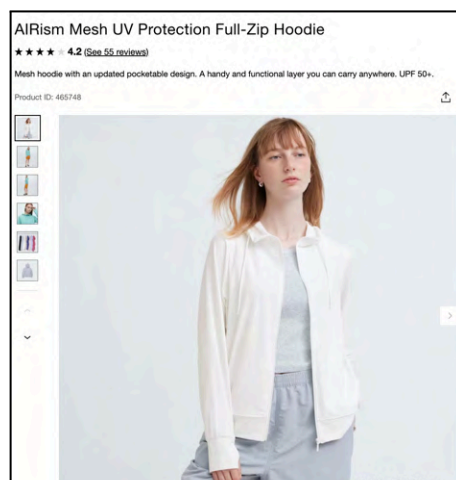 AIRism Mesh UV Protection Full-Zip Hoodie
4.2 (See 55 reviews)
Mesh hoodie with an updated pocketable design. A handy and functional layer you can carry anywhere. UPF 50+.
Product ID: 465748